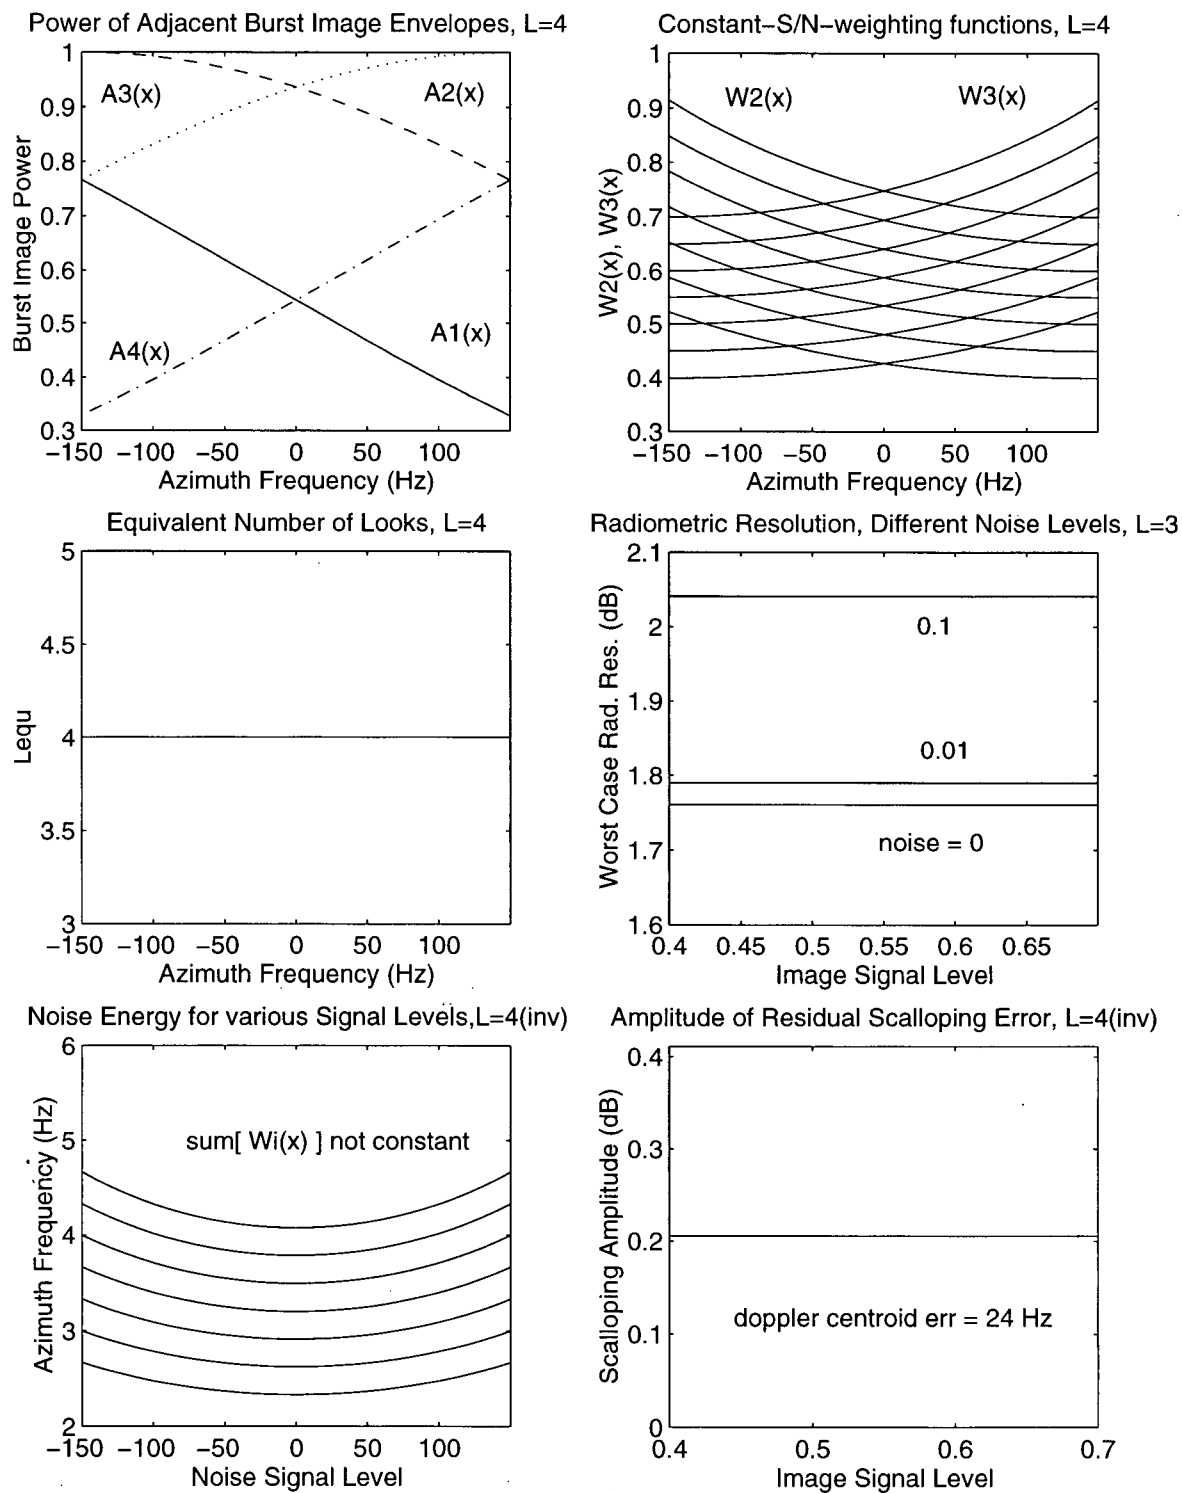 Power of Adjacent Burst Image Envelopes, L=4
Burst Image Power
1
0.9
0.8
0.7
0.6
0.5
0.4
0.3
A3(x)
A2(x)
A4(x)
A1(x)
−150 −100 −50 0 50 100
Azimuth Frequency (Hz)
Constant−S/N−weighting functions, L=4
W2(x), W3(x)
1
0.9
0.8
0.7
0.6
0.5
0.4
0.3
W2(x)
W3(x)
−150 −100 −50 0 50 100
Azimuth Frequency (Hz)
Equivalent Number of Looks, L=4
Lequ
5
4.5
4
3.5
3
−150 −100 −50 0 50 100
Azimuth Frequency (Hz)
Radiometric Resolution, Different Noise Levels, L=3
Worst Case Rad. Res. (dB)
2.1
2
1.9
1.8
1.7
1.6
0.1
0.01
noise = 0
0.4 0.45 0.5 0.55 0.6 0.65
Image Signal Level
Noise Energy for various Signal Levels,L=4(inv)
Azimuth Frequency (Hz)
6
5
4
3
2
sum[ Wi(x) ] not constant
−150 −100 −50 0 50 100
Noise Signal Level
Amplitude of Residual Scalloping Error, L=4(inv)
Scalloping Amplitude (dB)
0.4
0.3
0.2
0.1
0
doppler centroid err = 24 Hz
0.4 0.5 0.6 0.7
Image Signal Level